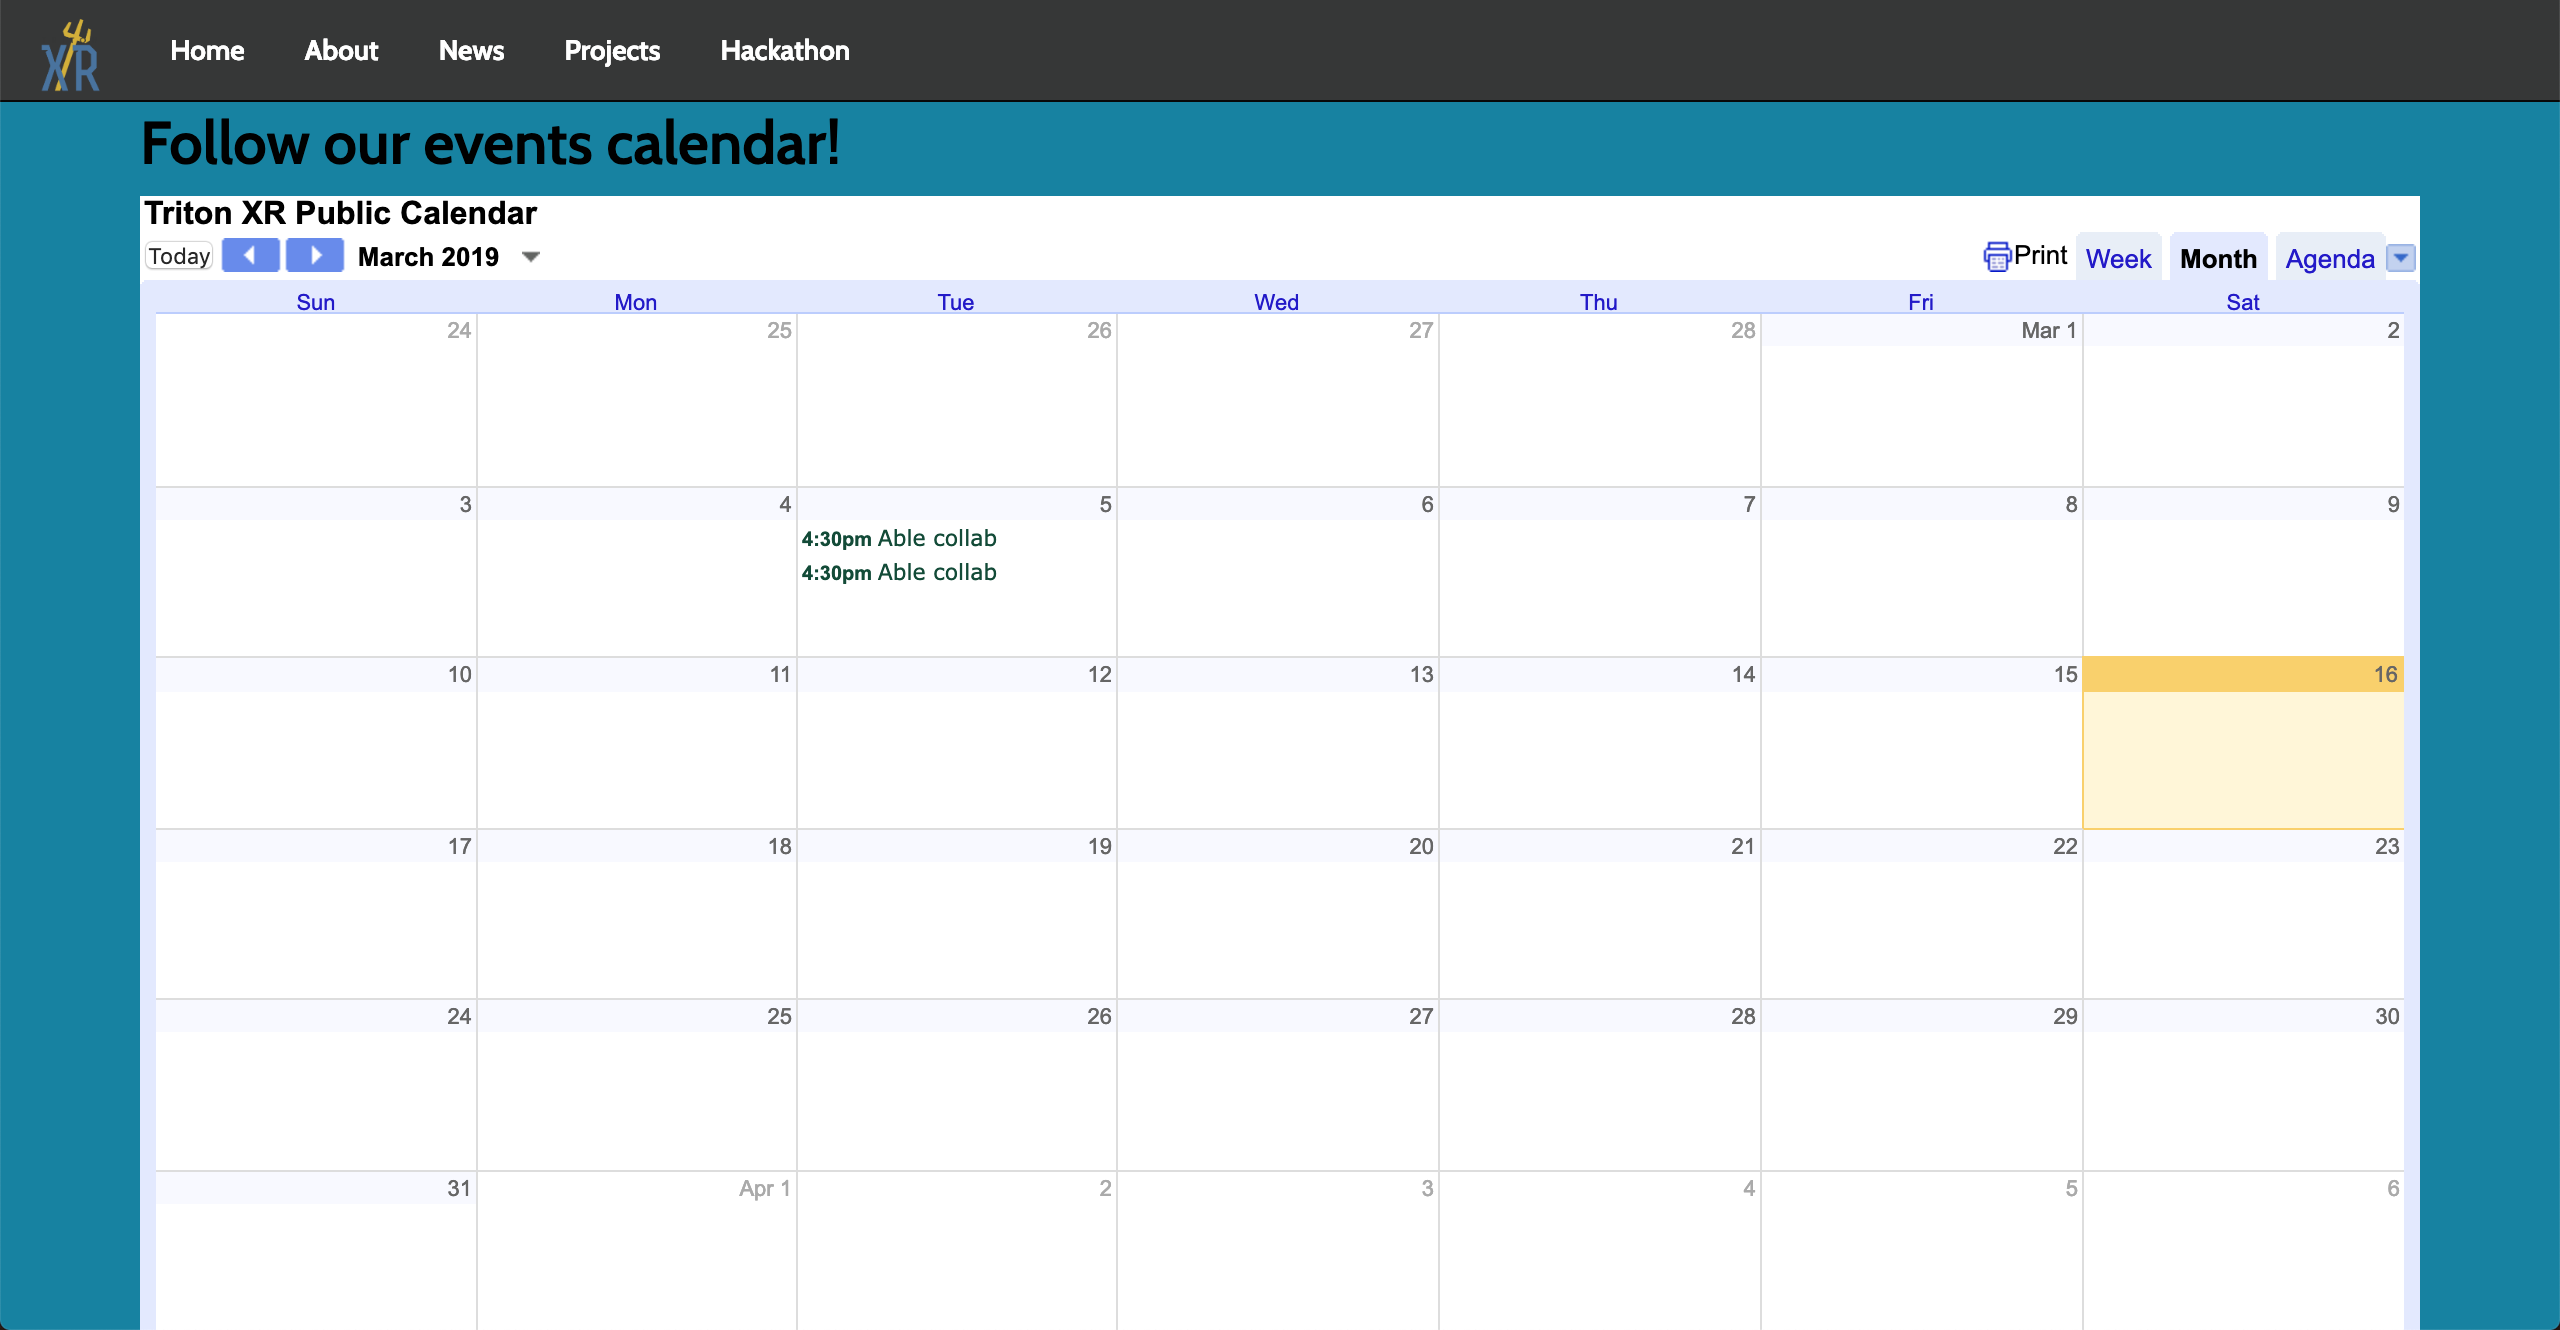 XR
Home About News Projects Hackathon
Follow our events calendar!
Triton XR Public Calendar
Today March 2019 Print Week Month Agenda
Sun Mon Tue Wed Thu Fri Sat
24 25 26 27 28 Mar 1 2
3 4 5 6 7 8 9
4:30pm Able collab
4:30pm Able collab
10 11 12 13 14 15 16
17 18 19 20 21 22 23
24 25 26 27 28 29 30
31 Apr 1 2 3 4 5 6